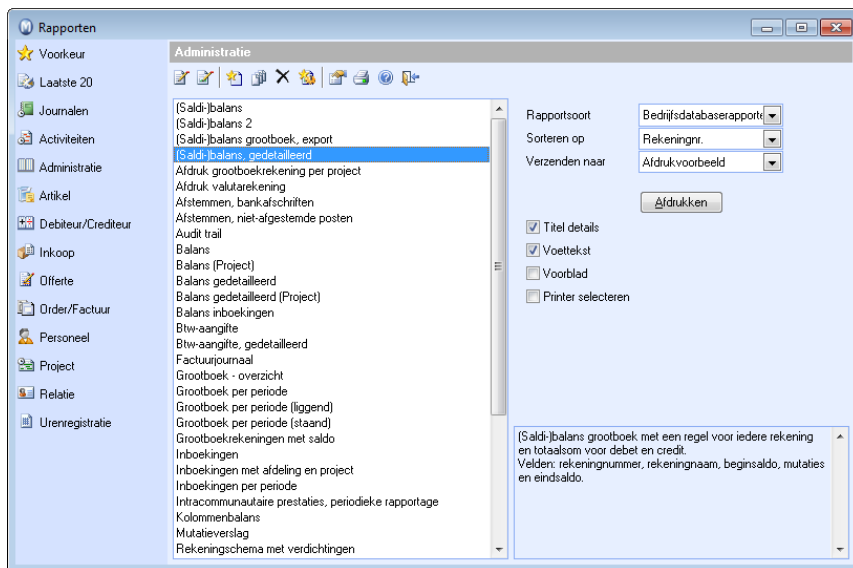 Rapporten
Voorkeur
Laatste 20
Journalen
Activiteiten
Administratie
Artikel
Debiteur/Crediteur
Inkoop
Offerte
Order/Factuur
Personeel
Project
Relatie
Urenregistratie
Administratie
(Saldi-)balans
(Saldi-)balans 2
(Saldi-)balans grootboek, export
(Saldi-)balans, gedetailleerd
Afdruk grootboekrekening per project
Afdruk valutarekening
Afstemmen, bankafschriften
Afstemmen, niet-afgestemde posten
Audit trail
Balans
Balans (Project)
Balans gedetailleerd
Balans gedetailleerd (Project)
Balans inboekingen
Btw-aangifte
Btw-aangifte, gedetailleerd
Factuurjournaal
Grootboek - overzicht
Grootboek per periode
Grootboek per periode (liggend)
Grootboek per periode (staand)
Grootboekrekeningen met saldo
Inboekingen
Inboekingen met afdeling en project
Inboekingen per periode
Intracommunautaire prestaties, periodieke rapportage
Kolommenbalans
Mutatieverslag
Rekeningschema met verdichtingen
Rapportsoort Bedrijfsdatabaserapporte
Sorteren op Rekeningnr.
Verzenden naar Afdrukvoorbeeld
Afdrukken
Titel details
Voettekst
Voorblad
Printer selecteren
(Saldi-)balans grootboek met een regel voor iedere rekening
en totaalsom voor debet en credit.
Velden: rekeningnummer, rekeningnaam, beginsaldo, mutaties
en eindsaldo.